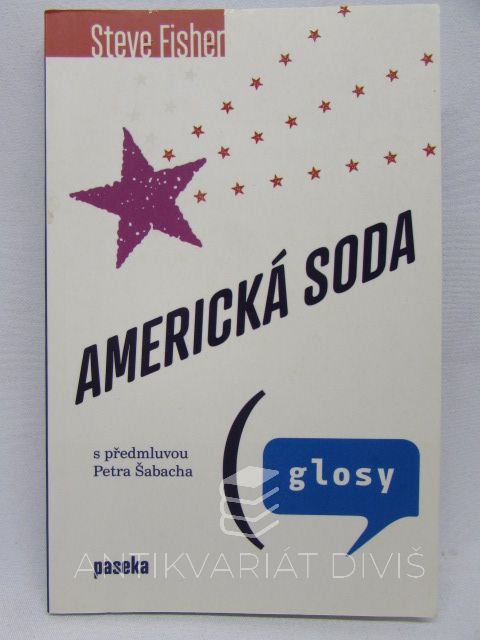 Steve Fisher
AMERICKÁ SODA
s předmluvou
Petra Šabacha
glosy
paseka
ANTIKVARIÁT DIVIŠ